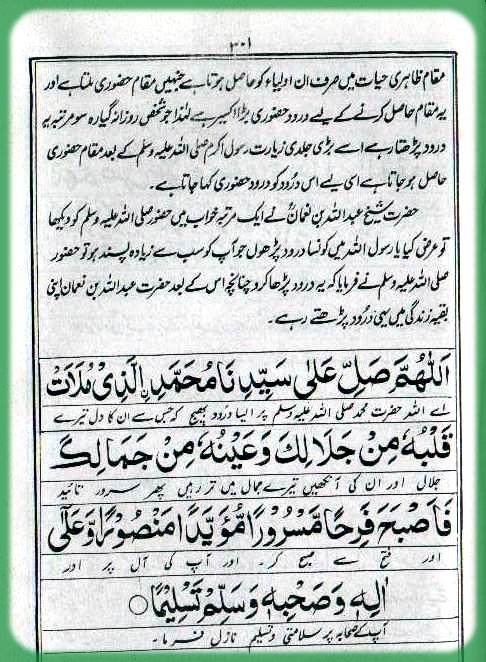 ۳۰۱
مقام ظاہری حیات میں صرف ان اولیاء کو حاصل ہوتا ہے جنہیں مقام حضوری ملتا ہے اور
یہ مقام حاصل کرنے کے لیے درود حضوری بڑا اکسیر ہے لہٰذا جو شخص روزانہ گیارہ سو مرتبہ یہ
درود پڑھتا رہے اسے بڑی جلدی زیارت رسول اکرم صلی اللہ علیہ وسلم کے بعد مقام حضوری
حاصل ہو جاتا ہے اسی لیے اس درود کو درود حضوری کہا جاتا ہے۔
حضرت شیخ عبداللہ بن نعمانؒ نے ایک مرتبہ خواب میں حضور صلی اللہ علیہ وسلم کو دیکھا
تو عرض کیا یا رسول اللہ میں کونسا درود پڑھوں جو آپ کو سب سے زیادہ پسند ہو تو حضور
صلی اللہ علیہ وسلم نے فرمایا کہ یہ درود پڑھا کرو چنانچہ اس کے بعد حضرت عبداللہ بن نعمان اپنی
بقیہ زندگی میں یہی درود پڑھتے رہے۔
اَللّٰهُمَّ صَلِّ عَلٰى سَيِّدِنَا مُحَمَّدِ ۨالَّذِىْ مَلَاْتَ
اے اللہ حضرت محمد صلی اللہ علیہ وسلم پر ایسا درود بھیج کہ جس سے ان کا دل تیرے
قَلْبُهٗ مِنْ جَلَالِكَ وَعَيْنُهٗ مِنْ جَمَالِكَ
جلال اور ان کی آنکھیں تیرے جمال میں تر رہیں پھر سرور تائید
فَاَصْبَحَ فَرِحًا مَّسْرُوْرًا مُّؤَيَّدًا مَّنْصُوْرًا وَّعَلٰٓى
اور فتح سے صبح کر۔ اور آپ کی آل پر اور
اٰلِهٖ وَصَحْبِهٖ وَسَلِّمْ تَسْلِيْمًا ○
آپ کے صحابہ پر سلامتی و تسلیم نازل فرما۔